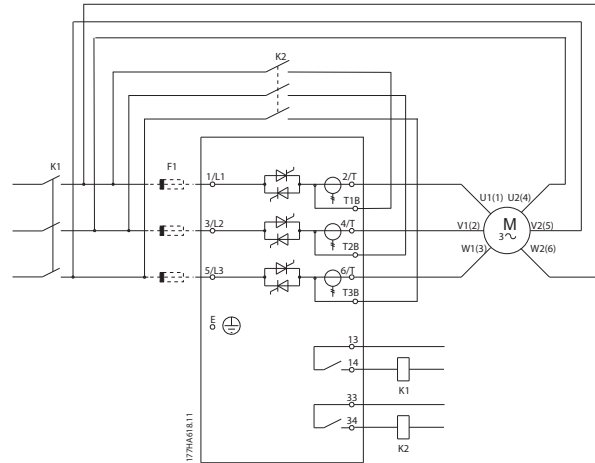 K2
K1
F1
1/L1
2/T
T1B
U1(1) U2(4)
3/L2
4/T
T2B
V1(2)
M
3~
V2(5)
W1(3)
W2(6)
5/L3
6/T
T3B
E
13
14
K1
33
34
K2
177HA618.11